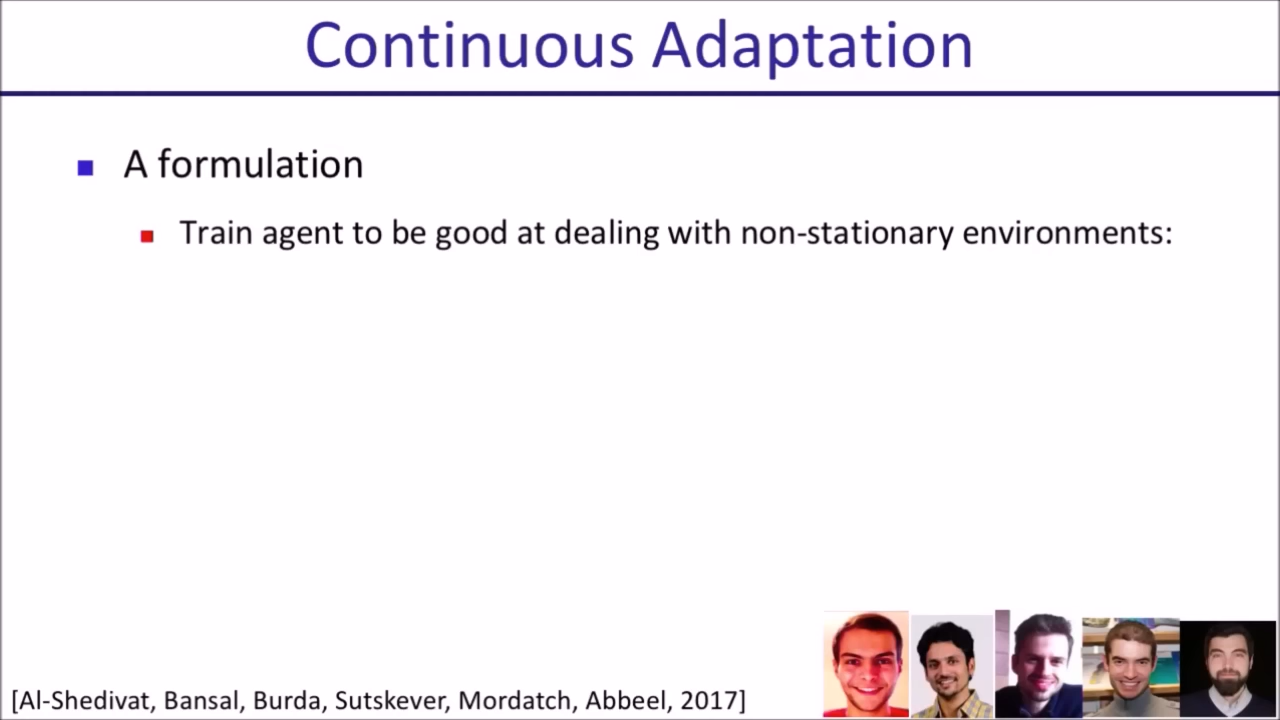 Continuous Adaptation
A formulation
Train agent to be good at dealing with non-stationary environments:
[Al-Shedivat, Bansal, Burda, Sutskever, Mordatch, Abbeel, 2017]